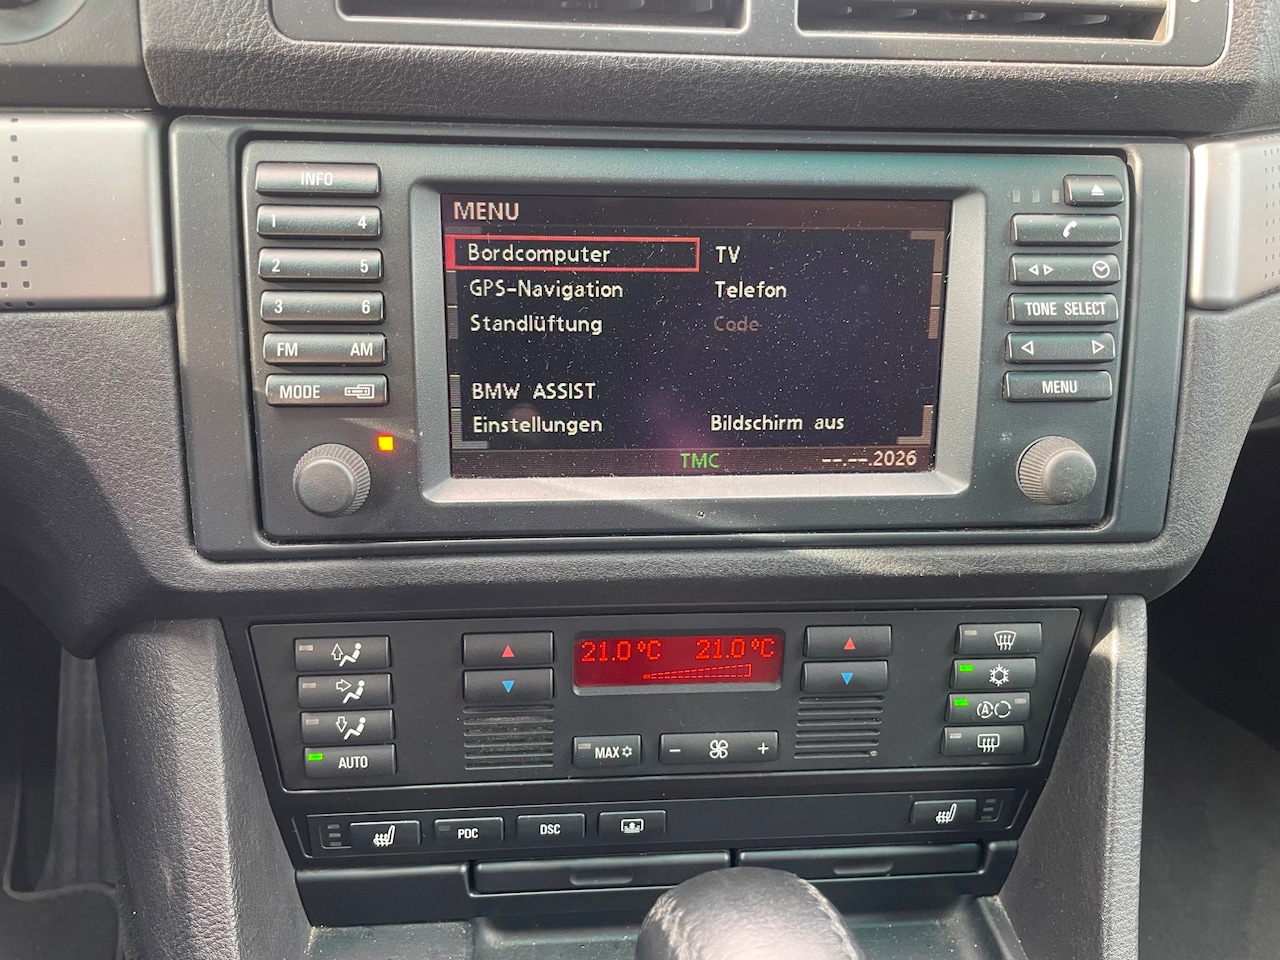 INFO
1 4
2 5
3 6
FM AM
MODE
MENU
Bordcomputer TV
GPS-Navigation Telefon
Standlüftung Code
BMW ASSIST
Einstellungen Bildschirm aus
TMC --.--.2026
TONE SELECT
MENU
21.0°C 21.0°C
AUTO
MAX
- +
A
PDC
DSC